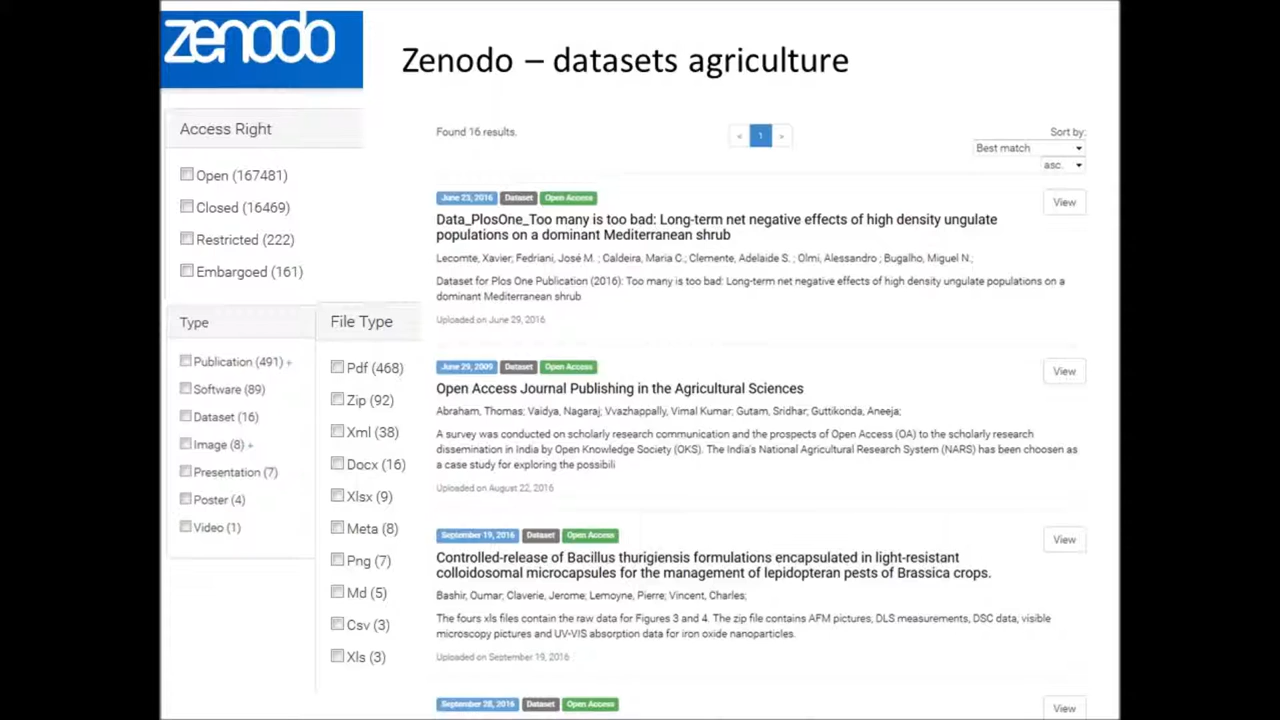 zenodo
Zenodo – datasets agriculture
Access Right
Open (167481)
Closed (16469)
Restricted (222)
Embargoed (161)
Type
Publication (491) +
Software (89)
Dataset (16)
Image (8) +
Presentation (7)
Poster (4)
Video (1)
File Type
Pdf (468)
Zip (92)
Xml (38)
Docx (16)
Xlsx (9)
Meta (8)
Png (7)
Md (5)
Csv (3)
Xls (3)
Found 16 results.
« 1 »
Sort by:
Best match
asc.
June 23, 2016 Dataset Open Access
View
Data_PlosOne_Too many is too bad: Long-term net negative effects of high density ungulate
populations on a dominant Mediterranean shrub
Lecomte, Xavier; Fedriani, José M. ; Caldeira, Maria C.; Clemente, Adelaide S. ; Olmi, Alessandro ; Bugalho, Miguel N.;
Dataset for Plos One Publication (2016): Too many is too bad: Long-term net negative effects of high density ungulate populations on a
dominant Mediterranean shrub
Uploaded on June 29, 2016
June 29, 2009 Dataset Open Access
View
Open Access Journal Publishing in the Agricultural Sciences
Abraham, Thomas; Vaidya, Nagaraj; Vvazhappally, Vimal Kumar; Gutam, Sridhar; Guttikonda, Aneeja;
A survey was conducted on scholarly research communication and the prospects of Open Access (OA) to the scholarly research
dissemination in India by Open Knowledge Society (OKS). The India's National Agricultural Research System (NARS) has been choosen as
a case study for exploring the possibili
Uploaded on August 22, 2016
September 19, 2016 Dataset Open Access
View
Controlled-release of Bacillus thurigiensis formulations encapsulated in light-resistant
colloidosomal microcapsules for the management of lepidopteran pests of Brassica crops.
Bashir, Oumar; Claverie, Jerome; Lemoyne, Pierre; Vincent, Charles;
The fours xls files contain the raw data for Figures 3 and 4. The zip file contains AFM pictures, DLS measurements, DSC data, visible
microscopy pictures and UV-VIS absorption data for iron oxide nanoparticles.
Uploaded on September 19, 2016
September 28, 2016 Dataset Open Access
View